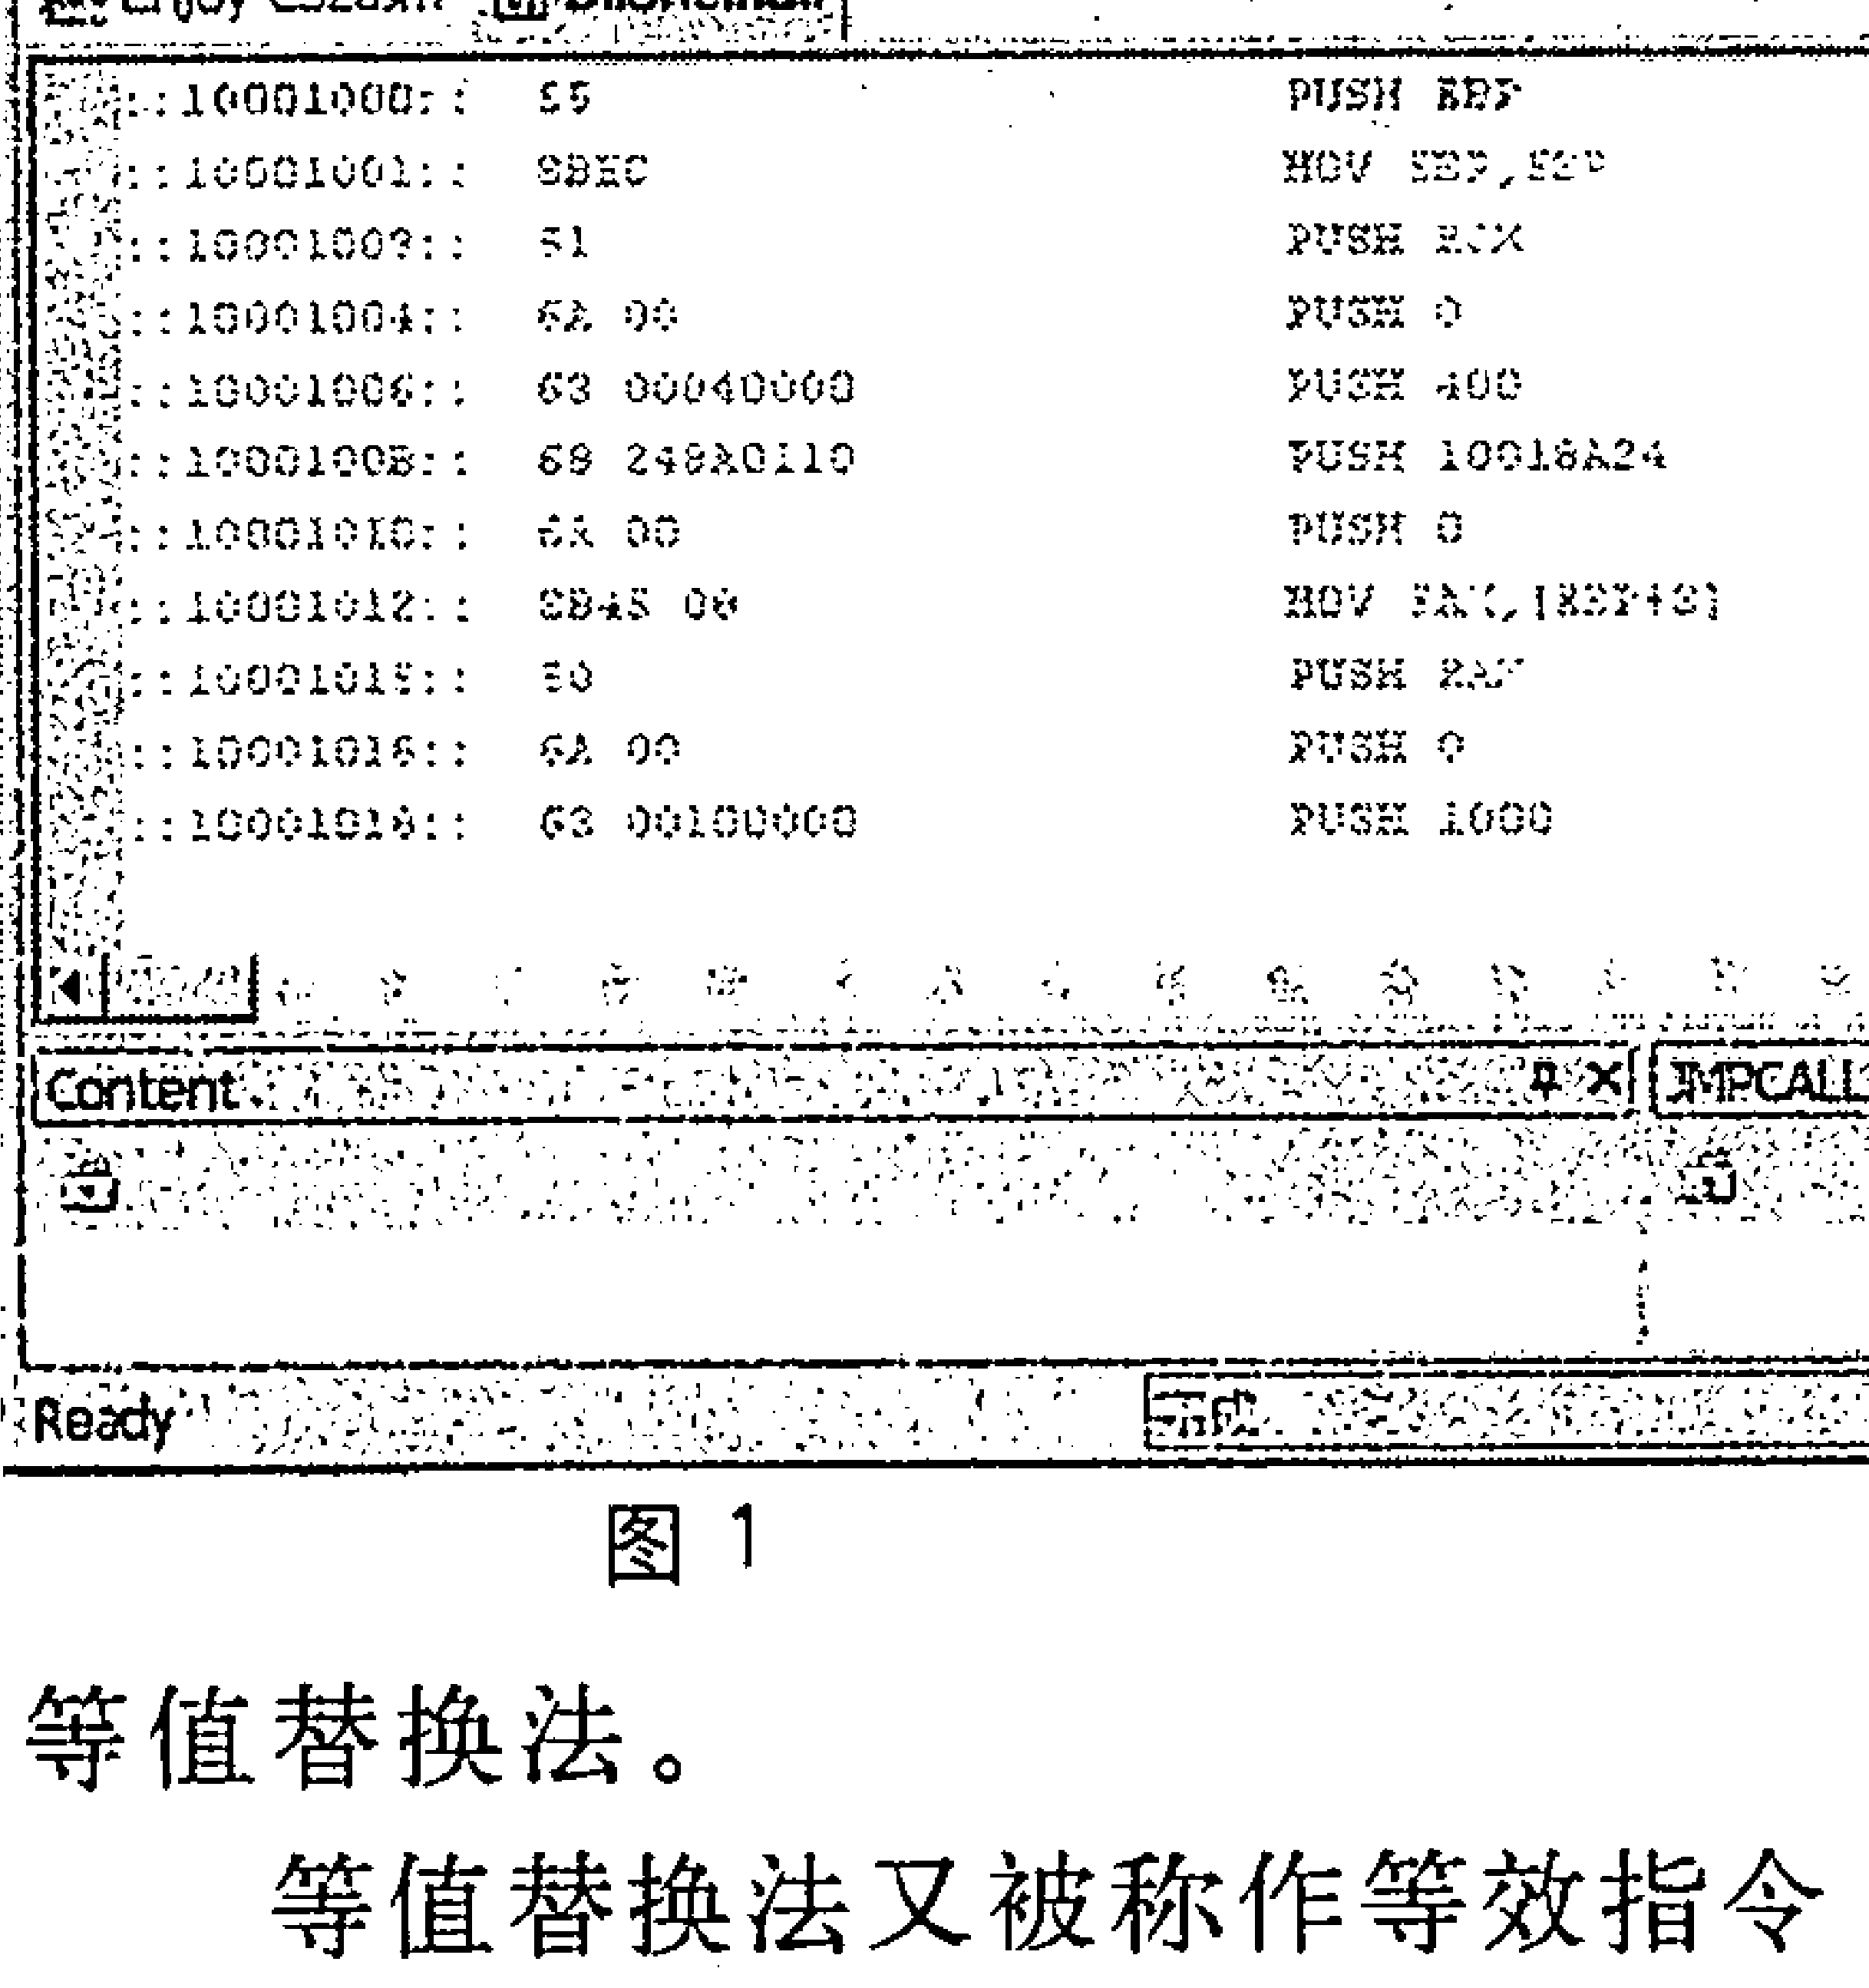 ::10001000:: 55 PUSH EBP
::10001001:: 8BEC MOV EBP,ESP
::10001003:: 51 PUSH ECX
::10001004:: 6A 00 PUSH 0
::10001006:: 68 00040000 PUSH 400
::1000100B:: 68 248A0110 PUSH 10018A24
::10001010:: 6A 00 PUSH 0
::10001012:: 8B45 08 MOV EAX,[EBP+8]
::10001015:: 50 PUSH EAX
::10001016:: 6A 00 PUSH 0
::10001018:: 68 00100000 PUSH 1000
Content
JMPCALL
Ready
图 1
等值替换法。
等值替换法又被称作等效指令